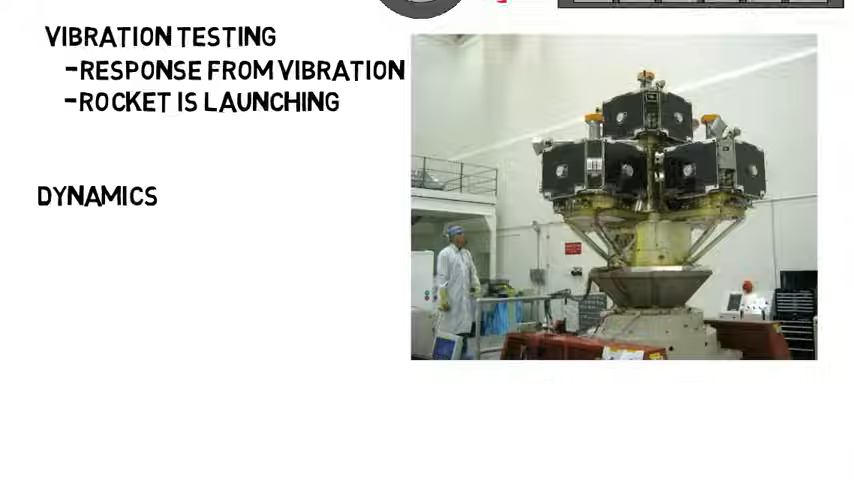 VIBRATION TESTING
-RESPONSE FROM VIBRATION
-ROCKET IS LAUNCHING
DYNAMICS